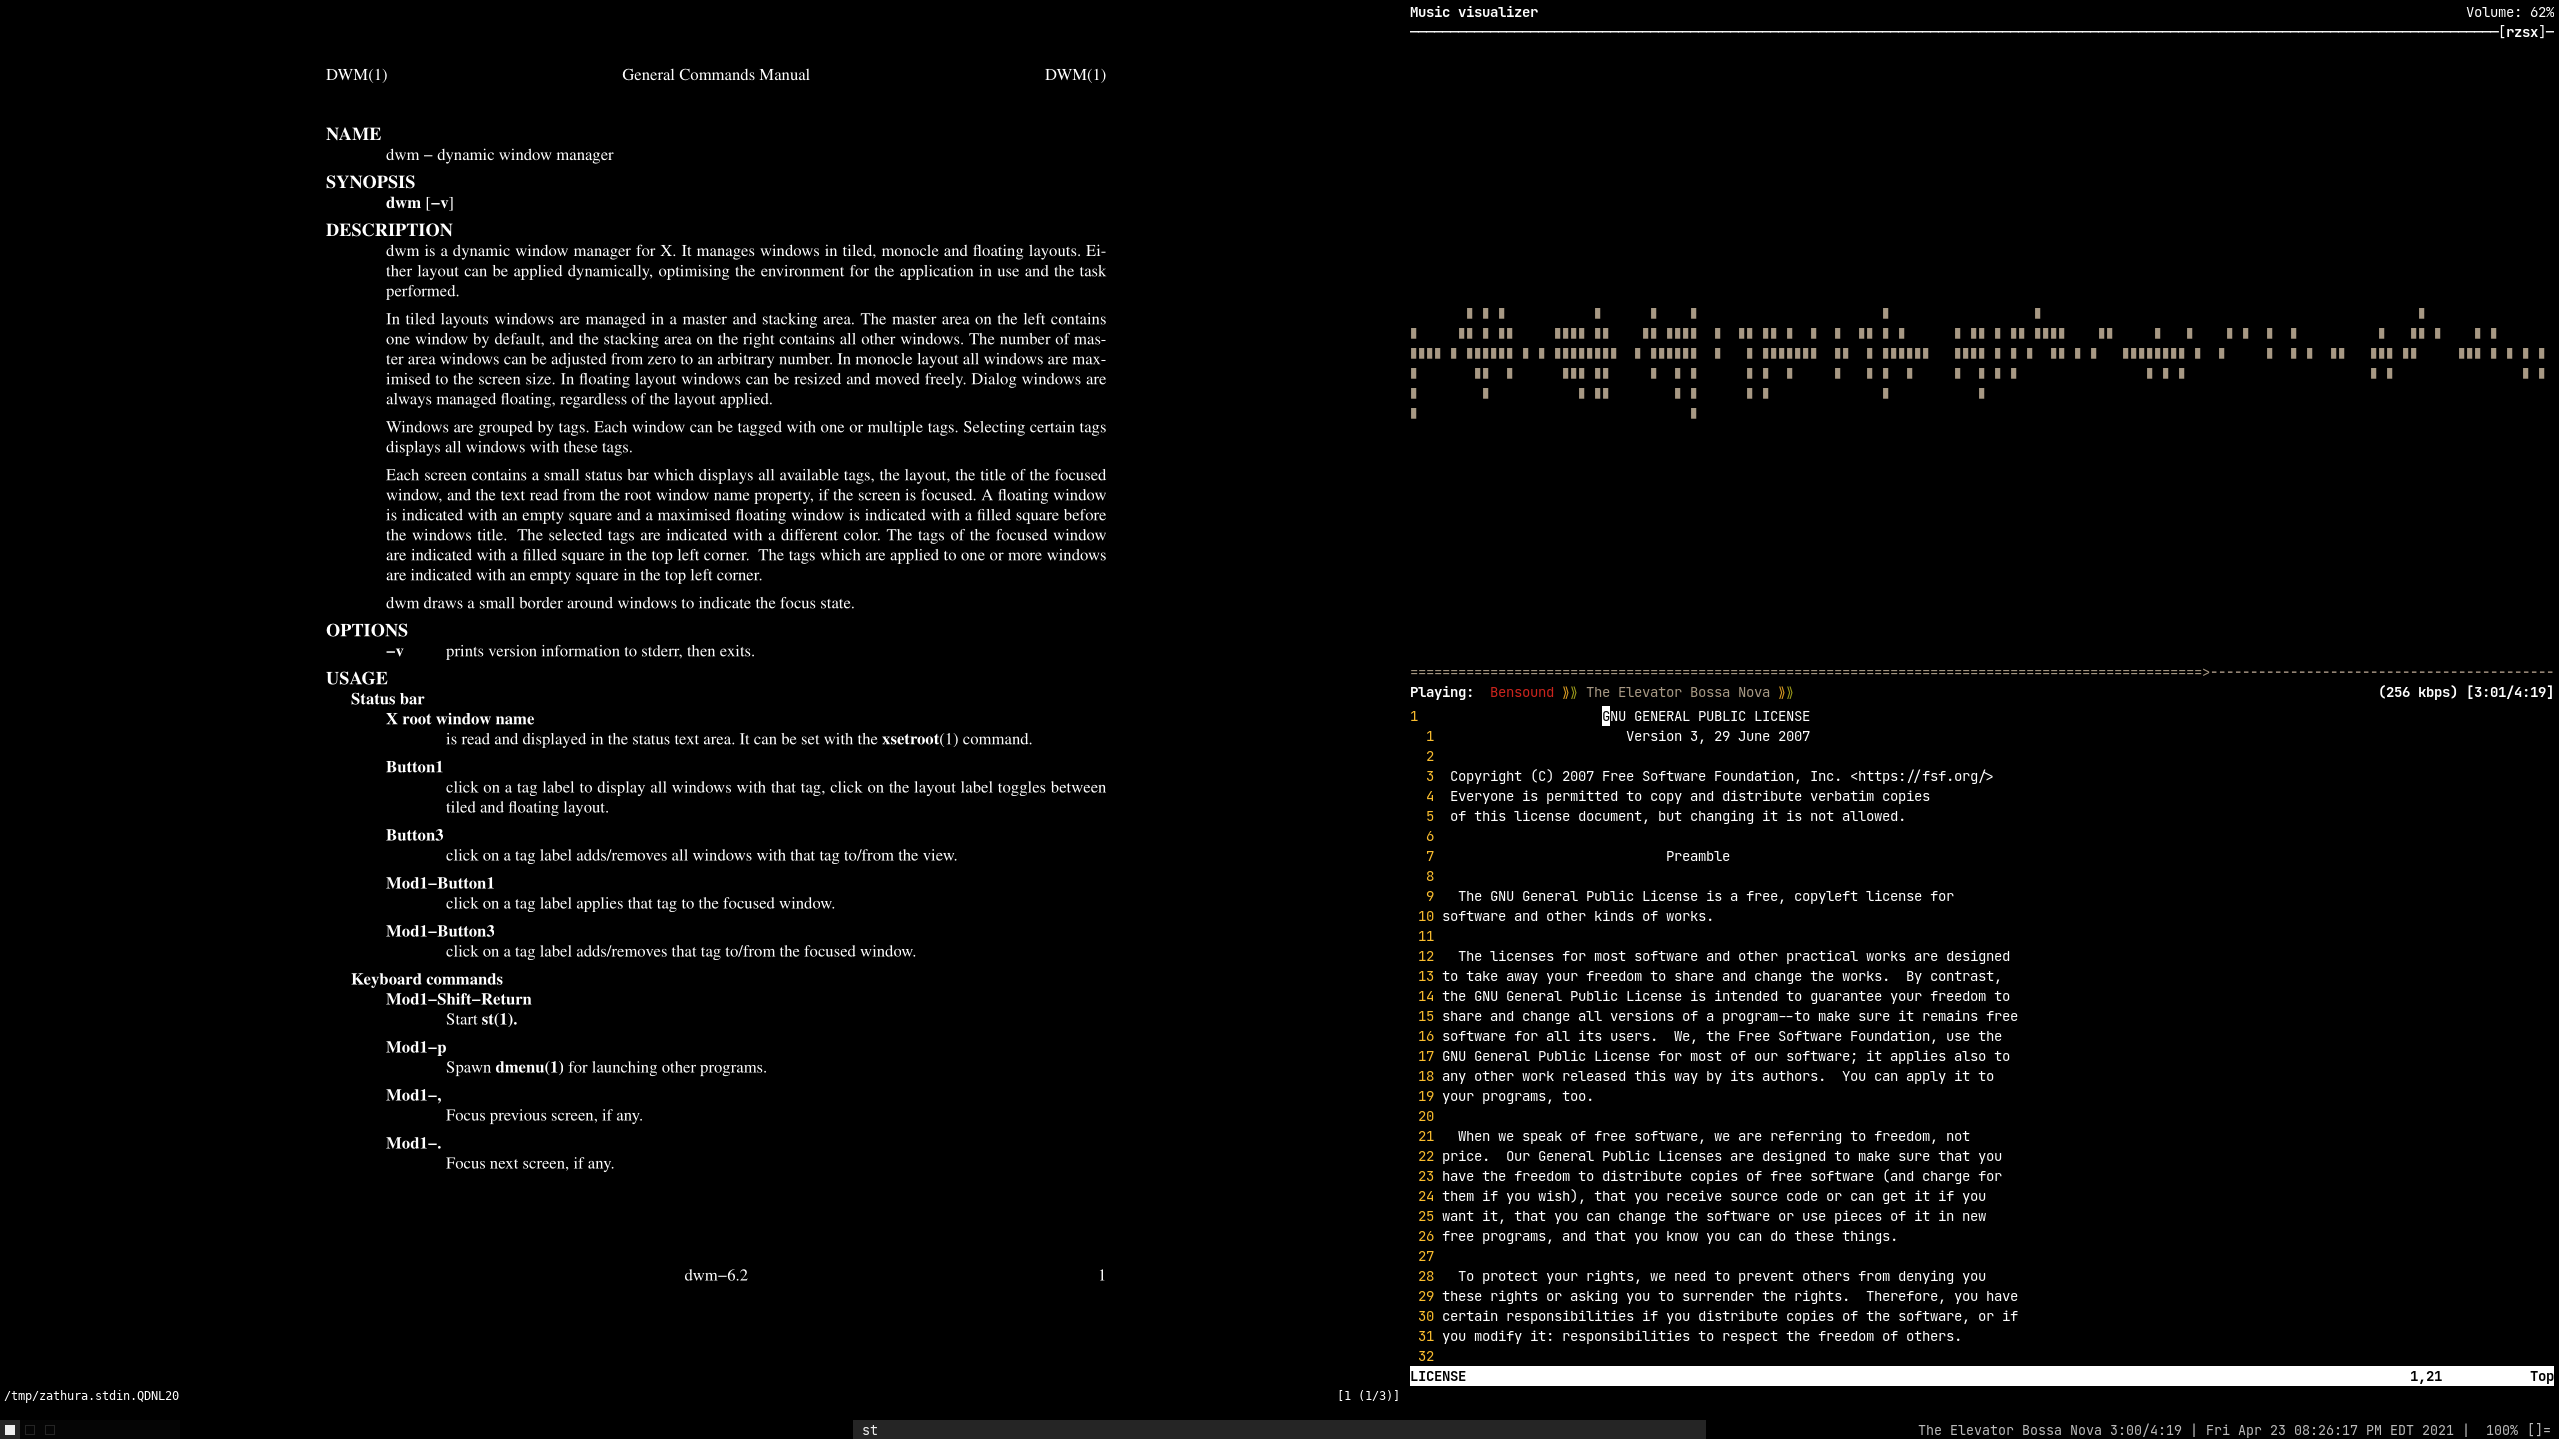 DWM(1) General Commands Manual DWM(1)
NAME
dwm − dynamic window manager
SYNOPSIS
dwm [−v]
DESCRIPTION
dwm is a dynamic window manager for X. It manages windows in tiled, monocle and floating layouts. Ei-
ther layout can be applied dynamically, optimising the environment for the application in use and the task
performed.
In tiled layouts windows are managed in a master and stacking area. The master area on the left contains
one window by default, and the stacking area on the right contains all other windows. The number of mas-
ter area windows can be adjusted from zero to an arbitrary number. In monocle layout all windows are max-
imised to the screen size. In floating layout windows can be resized and moved freely. Dialog windows are
always managed floating, regardless of the layout applied.
Windows are grouped by tags. Each window can be tagged with one or multiple tags. Selecting certain tags
displays all windows with these tags.
Each screen contains a small status bar which displays all available tags, the layout, the title of the focused
window, and the text read from the root window name property, if the screen is focused. A floating window
is indicated with an empty square and a maximised floating window is indicated with a filled square before
the windows title.  The selected tags are indicated with a different color. The tags of the focused window
are indicated with a filled square in the top left corner.  The tags which are applied to one or more windows
are indicated with an empty square in the top left corner.
dwm draws a small border around windows to indicate the focus state.
OPTIONS
−v prints version information to stderr, then exits.
USAGE
Status bar
X root window name
is read and displayed in the status text area. It can be set with the xsetroot(1) command.
Button1
click on a tag label to display all windows with that tag, click on the layout label toggles between
tiled and floating layout.
Button3
click on a tag label adds/removes all windows with that tag to/from the view.
Mod1−Button1
click on a tag label applies that tag to the focused window.
Mod1−Button3
click on a tag label adds/removes that tag to/from the focused window.
Keyboard commands
Mod1−Shift−Return
Start st(1).
Mod1−p
Spawn dmenu(1) for launching other programs.
Mod1−,
Focus previous screen, if any.
Mod1−.
Focus next screen, if any.
dwm−6.2 1
/tmp/zathura.stdin.QDNL20 [1 (1/3)]
Music visualizer Volume: 62%
[rzsx]
Playing: Bensound ⟫⟫ The Elevator Bossa Nova ⟫⟫ (256 kbps) [3:01/4:19]
1 GNU GENERAL PUBLIC LICENSE
1 Version 3, 29 June 2007
2
3 Copyright (C) 2007 Free Software Foundation, Inc. <https://fsf.org/>
4 Everyone is permitted to copy and distribute verbatim copies
5 of this license document, but changing it is not allowed.
6
7 Preamble
8
9 The GNU General Public License is a free, copyleft license for
10 software and other kinds of works.
11
12 The licenses for most software and other practical works are designed
13 to take away your freedom to share and change the works.  By contrast,
14 the GNU General Public License is intended to guarantee your freedom to
15 share and change all versions of a program--to make sure it remains free
16 software for all its users.  We, the Free Software Foundation, use the
17 GNU General Public License for most of our software; it applies also to
18 any other work released this way by its authors.  You can apply it to
19 your programs, too.
20
21 When we speak of free software, we are referring to freedom, not
22 price.  Our General Public Licenses are designed to make sure that you
23 have the freedom to distribute copies of free software (and charge for
24 them if you wish), that you receive source code or can get it if you
25 want it, that you can change the software or use pieces of it in new
26 free programs, and that you know you can do these things.
27
28 To protect your rights, we need to prevent others from denying you
29 these rights or asking you to surrender the rights.  Therefore, you have
30 certain responsibilities if you distribute copies of the software, or if
31 you modify it: responsibilities to respect the freedom of others.
32
LICENSE 1,21 Top
st The Elevator Bossa Nova 3:00/4:19 | Fri Apr 23 08:26:17 PM EDT 2021 |  100% []=